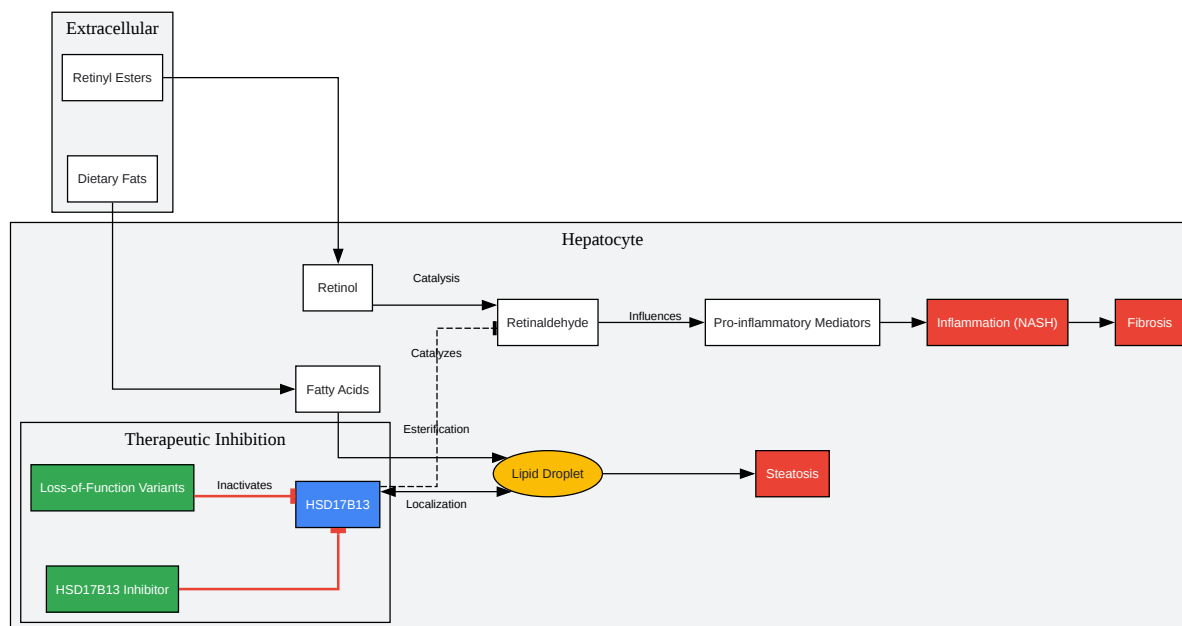 Extracellular
Retinyl Esters
Dietary Fats
Hepatocyte
Retinol
Catalysis
Retinaldehyde
Influences
Pro-inflammatory Mediators
Inflammation (NASH)
Fibrosis
Catalyzes
Fatty Acids
Esterification
Therapeutic Inhibition
Loss-of-Function Variants
Inactivates
HSD17B13
Localization
Lipid Droplet
Steatosis
HSD17B13 Inhibitor